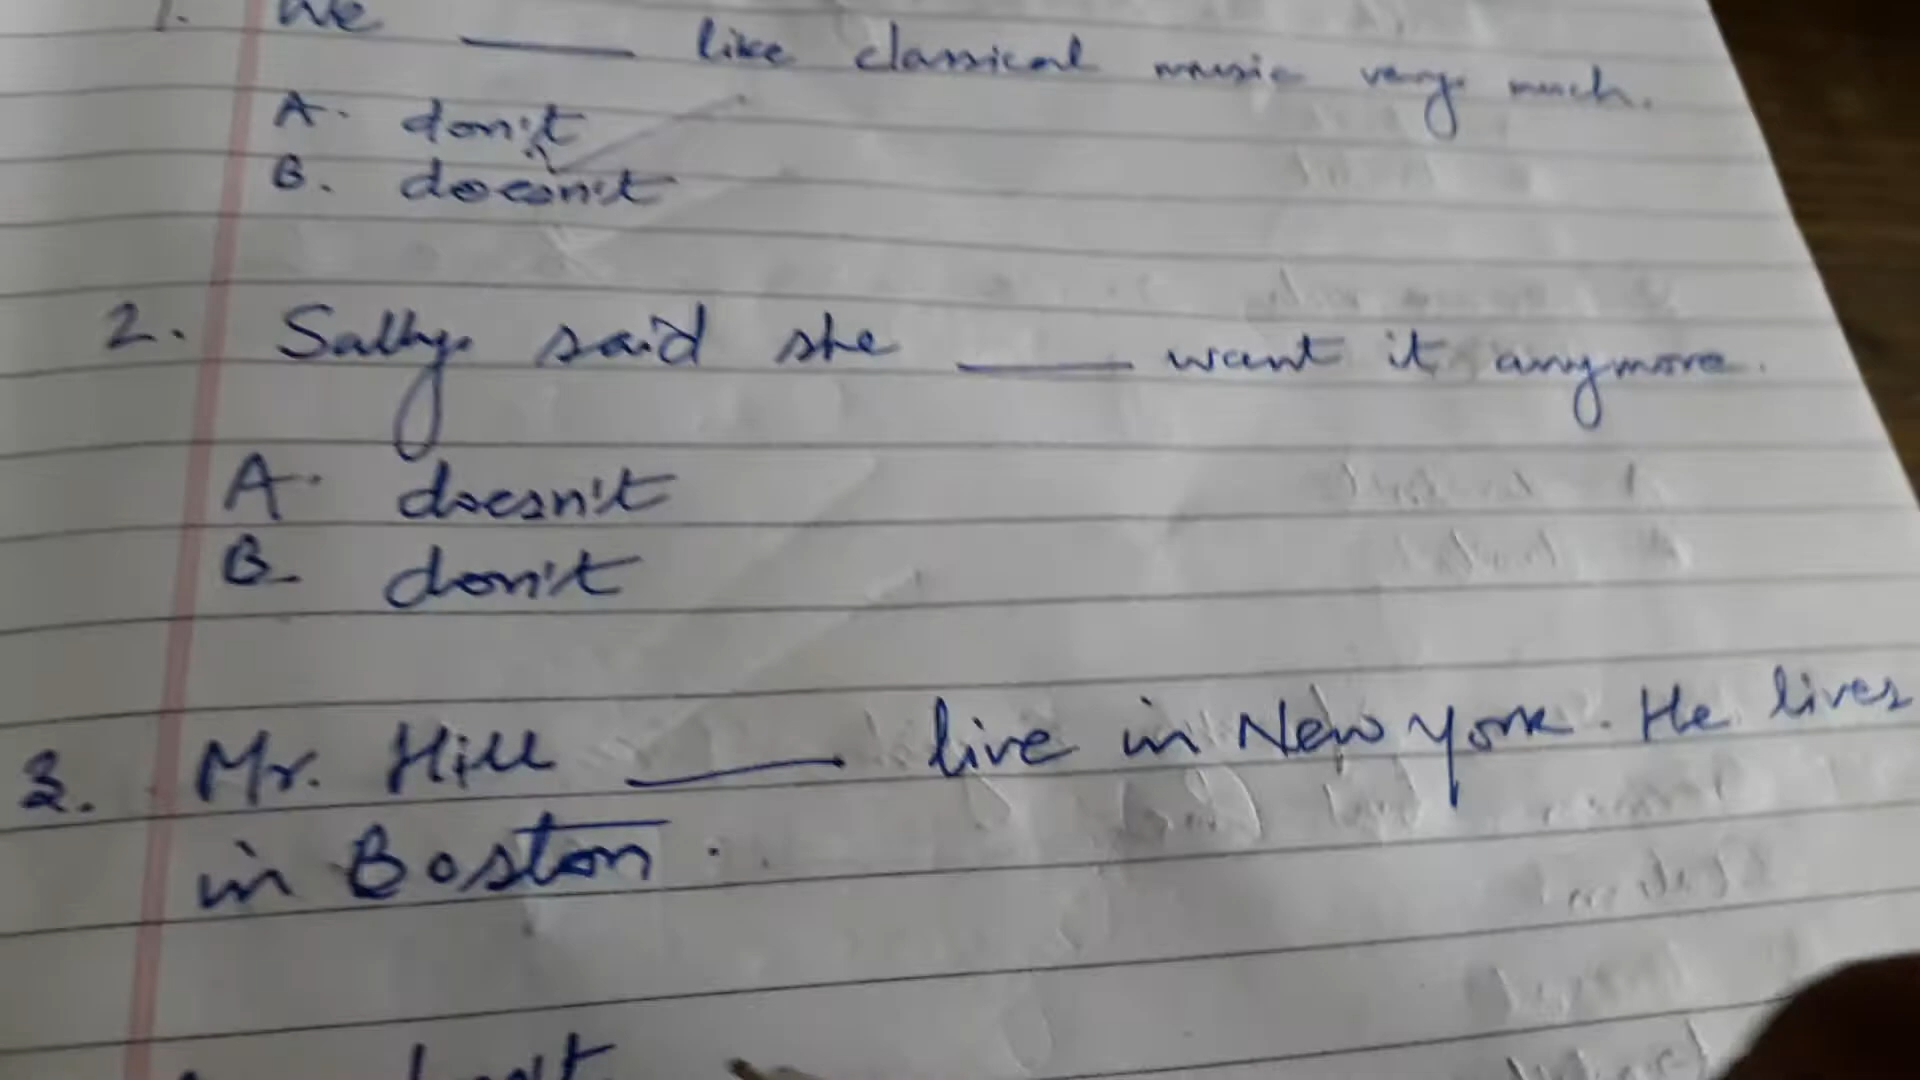 1. We ____ like classical music very much.
A. don't
B. doesn't
2. Sally said she ____ want it anymore.
A. doesn't
B. don't
3. Mr. Hill ____ live in New York. He lives
in Boston.